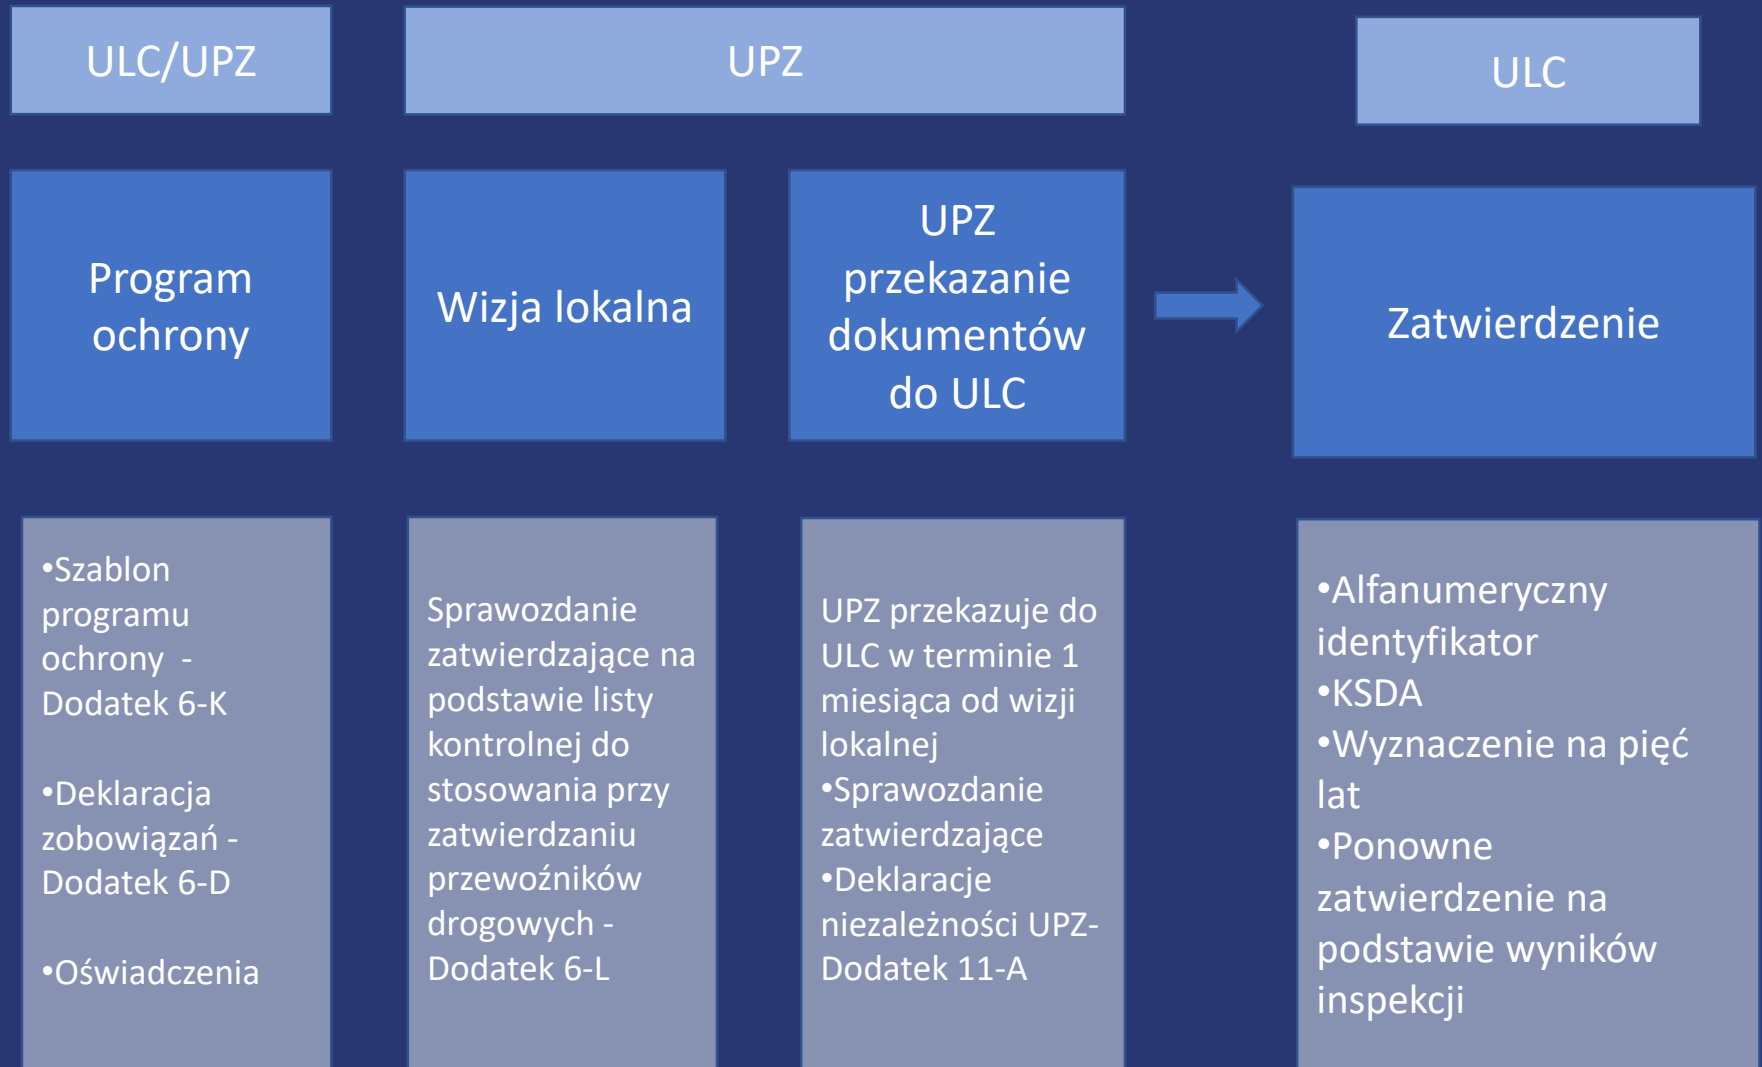 ULC/UPZ
UPZ
ULC
Program
ochrony
Wizja lokalna
UPZ
przekazanie
dokumentów
do ULC
Zatwierdzenie
•Szablon
programu
ochrony -
Dodatek 6-K
•Deklaracja
zobowiązań -
Dodatek 6-D
•Oświadczenia
Sprawozdanie
zatwierdzające na
podstawie listy
kontrolnej do
stosowania przy
zatwierdzaniu
przewoźników
drogowych -
Dodatek 6-L
UPZ przekazuje do
ULC w terminie 1
miesiąca od wizji
lokalnej
•Sprawozdanie
zatwierdzające
•Deklaracje
niezależności UPZ-
Dodatek 11-A
•Alfanumeryczny
identyfikator
•KSDA
•Wyznaczenie na pięć
lat
•Ponowne
zatwierdzenie na
podstawie wyników
inspekcji